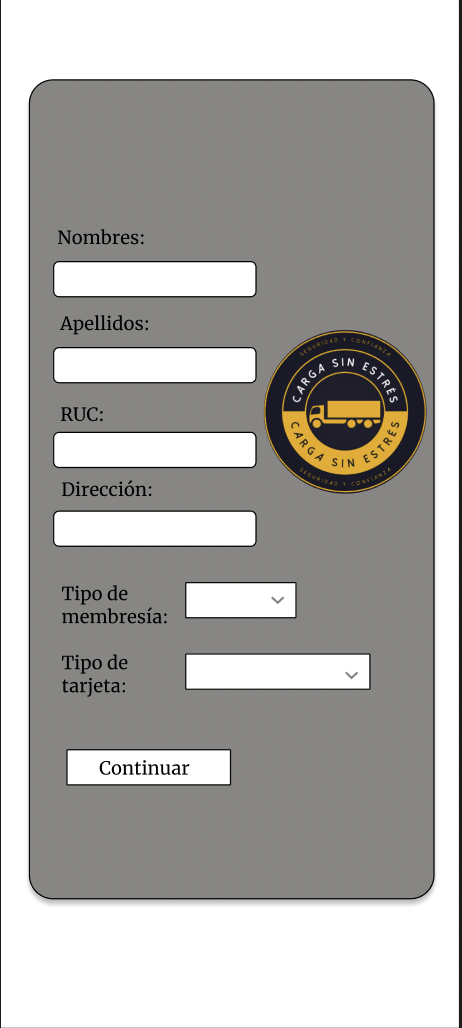 Nombres:
Apellidos:
SEGURIDAD Y CONFIANZA
CARGA SIN ESTRÉS
CARGA SIN ESTRÉS
SEGURIDAD Y CONFIANZA
RUC:
Dirección:
Tipo de
membresía:
Tipo de
tarjeta:
Continuar